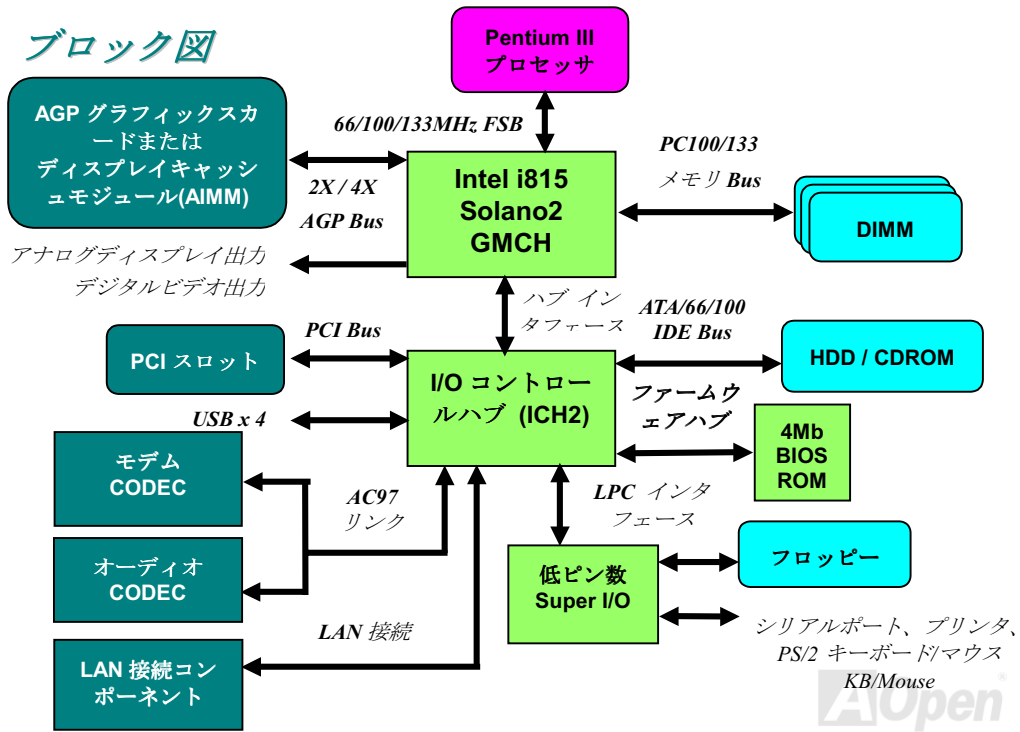 ブロック図
Pentium III
プロセッサ
AGP グラフィックスカ
ードまたは
ディスプレイキャッシ
ュモジュール(AIMM)
66/100/133MHz FSB
2X / 4X
AGP Bus
Intel i815
Solano2
GMCH
PC100/133
メモリ Bus
DIMM
アナログディスプレイ出力
デジタルビデオ出力
ハブ イン
タフェース
ATA/66/100
IDE Bus
PCI Bus
PCI スロット
I/O コントロー
ルハブ (ICH2)
HDD / CDROM
USB x 4
ファームウ
ェアハブ
4Mb
BIOS
ROM
モデム
CODEC
AC97
リンク
LPC インタ
フェース
オーディオ
CODEC
低ピン数
Super I/O
フロッピー
LAN 接続
シリアルポート、プリンタ、
PS/2 キーボード/マウス
KB/Mouse
LAN 接続コン
ポーネント
AOpen®